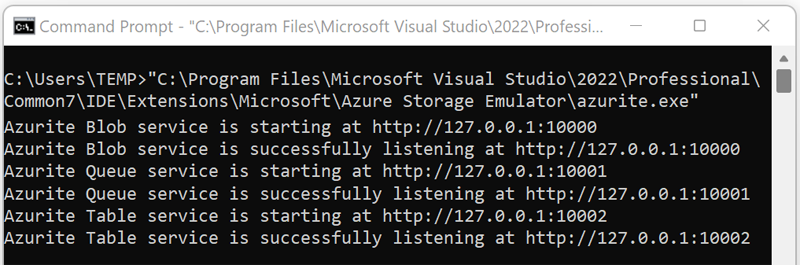 Command Prompt - "C:\Program Files\Microsoft Visual Studio\2022\Professi...
C:\Users\TEMP>"C:\Program Files\Microsoft Visual Studio\2022\Professional\
Common7\IDE\Extensions\Microsoft\Azure Storage Emulator\azurite.exe"
Azurite Blob service is starting at http://127.0.0.1:10000
Azurite Blob service is successfully listening at http://127.0.0.1:10000
Azurite Queue service is starting at http://127.0.0.1:10001
Azurite Queue service is successfully listening at http://127.0.0.1:10001
Azurite Table service is starting at http://127.0.0.1:10002
Azurite Table service is successfully listening at http://127.0.0.1:10002